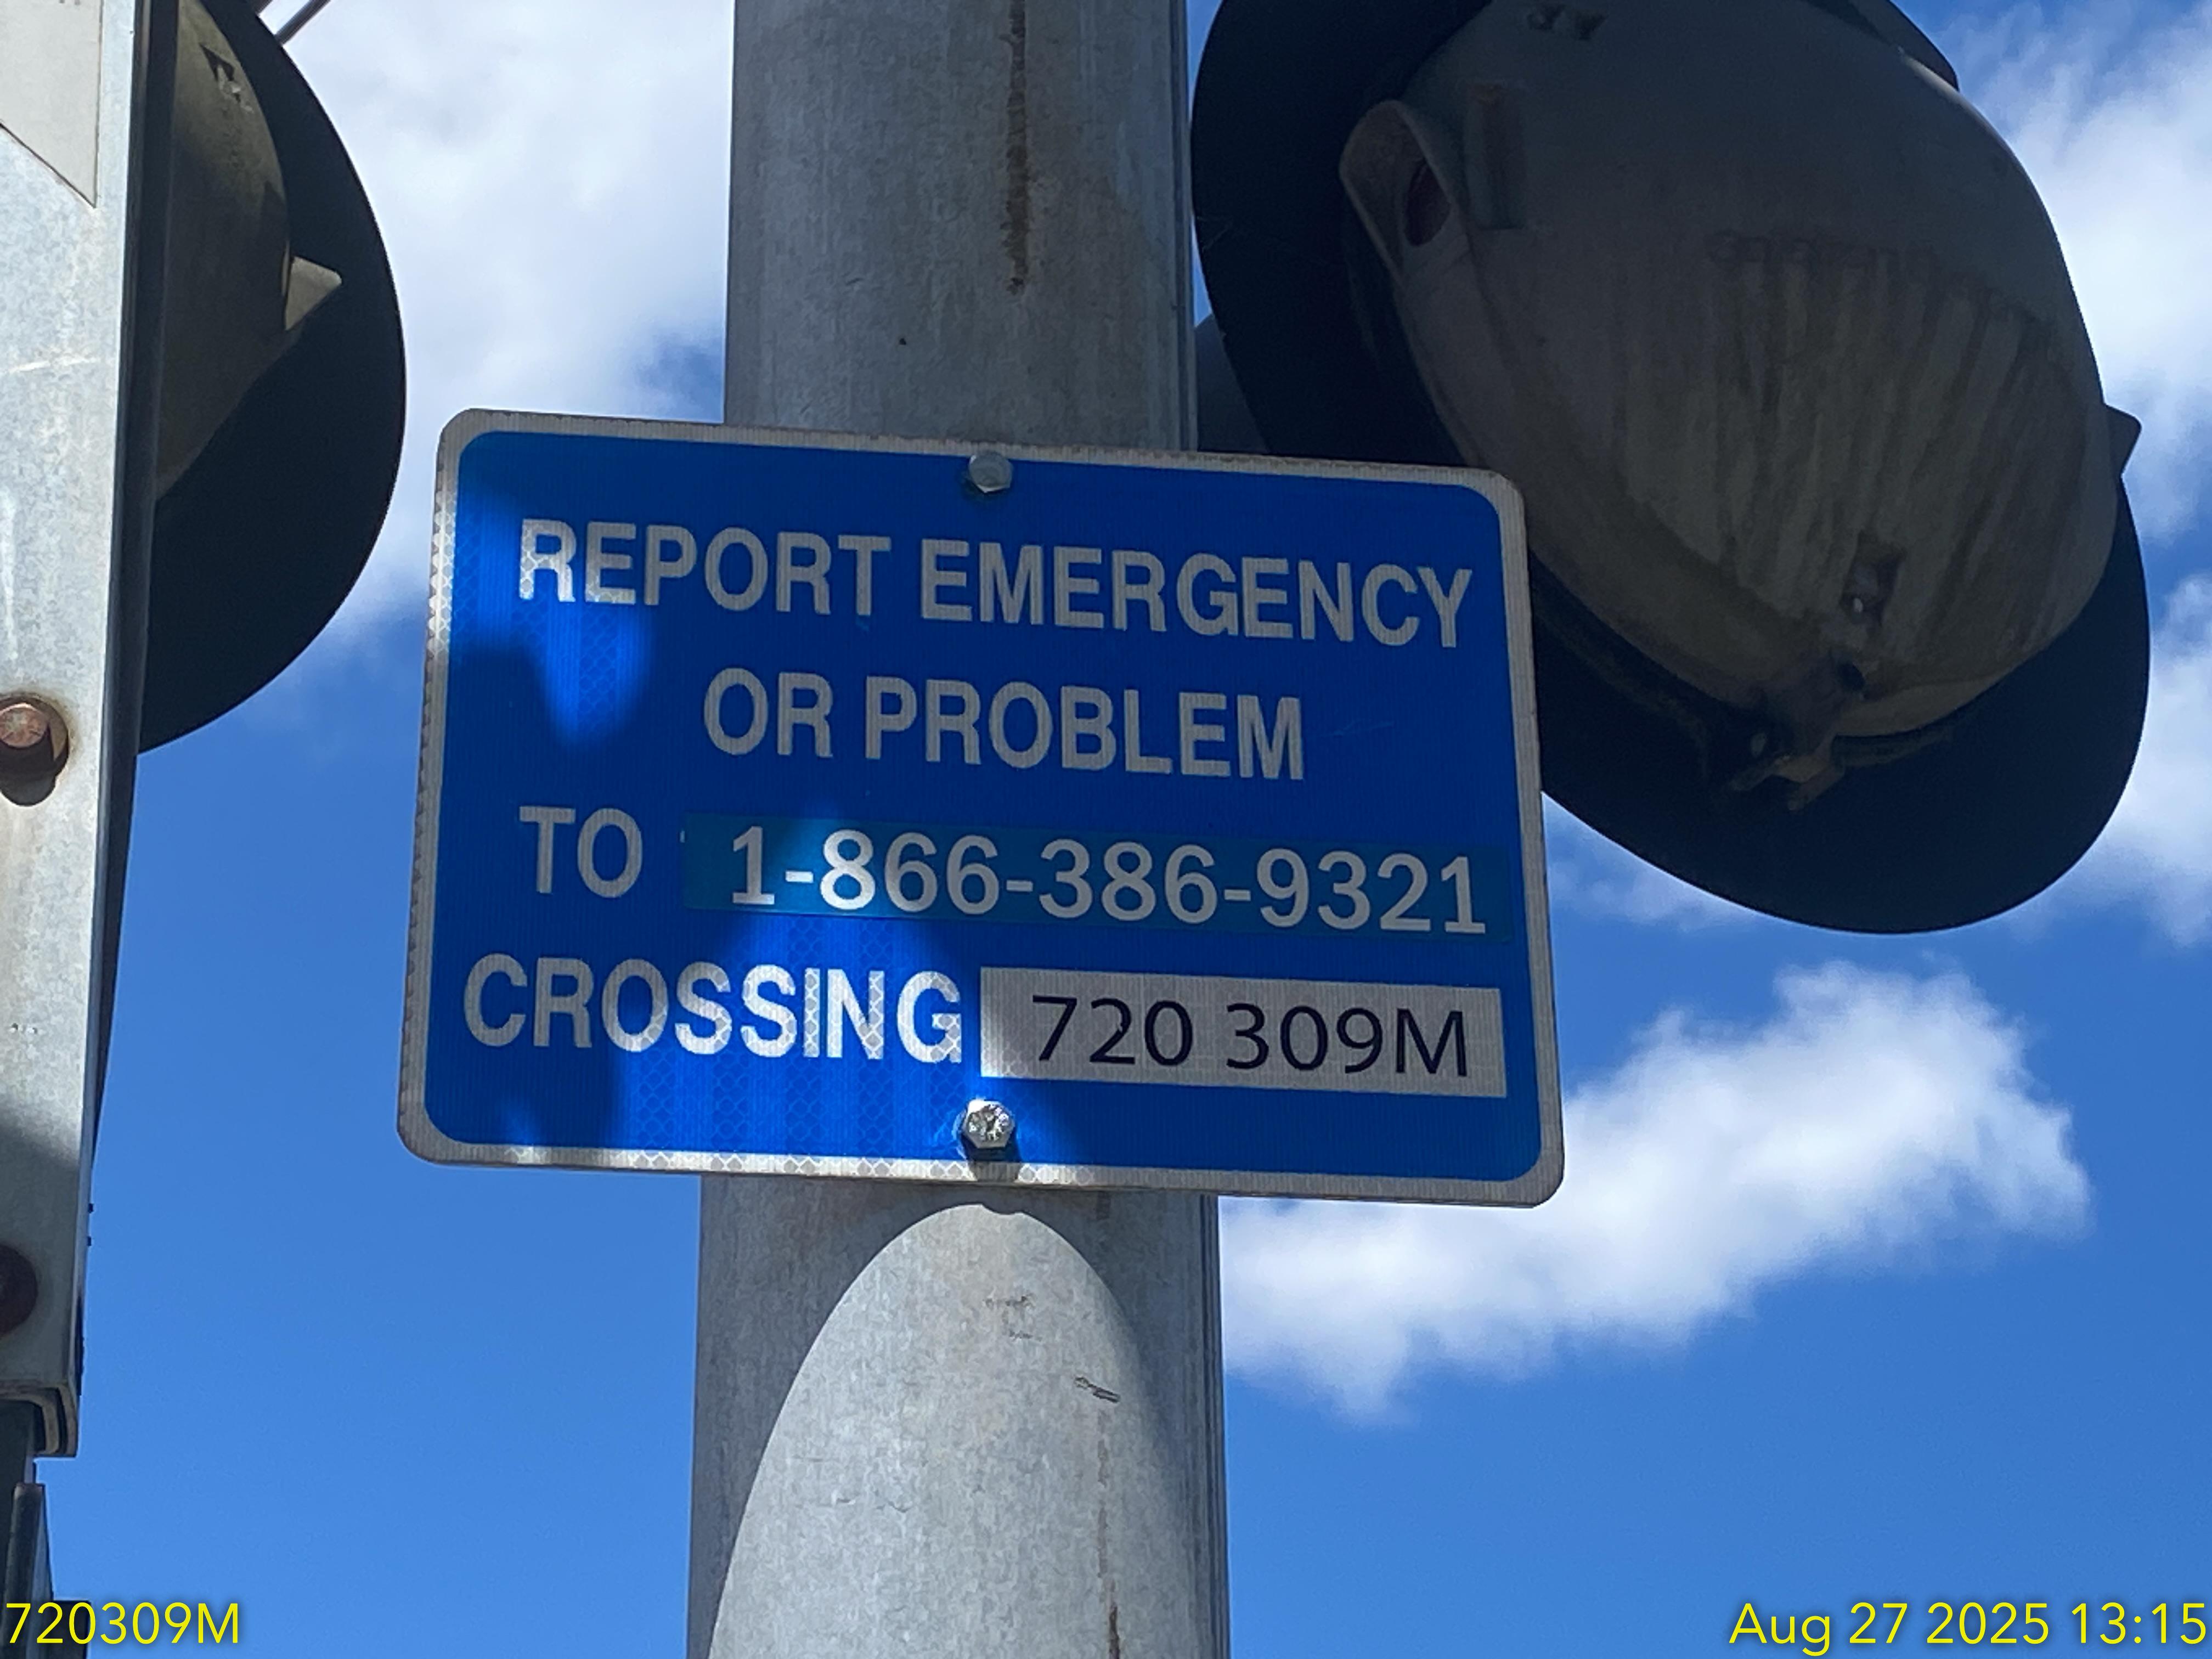 REPORT EMERGENCY
OR PROBLEM
TO 1-866-386-9321
CROSSING 720 309M
720309M
Aug 27 2025 13:15